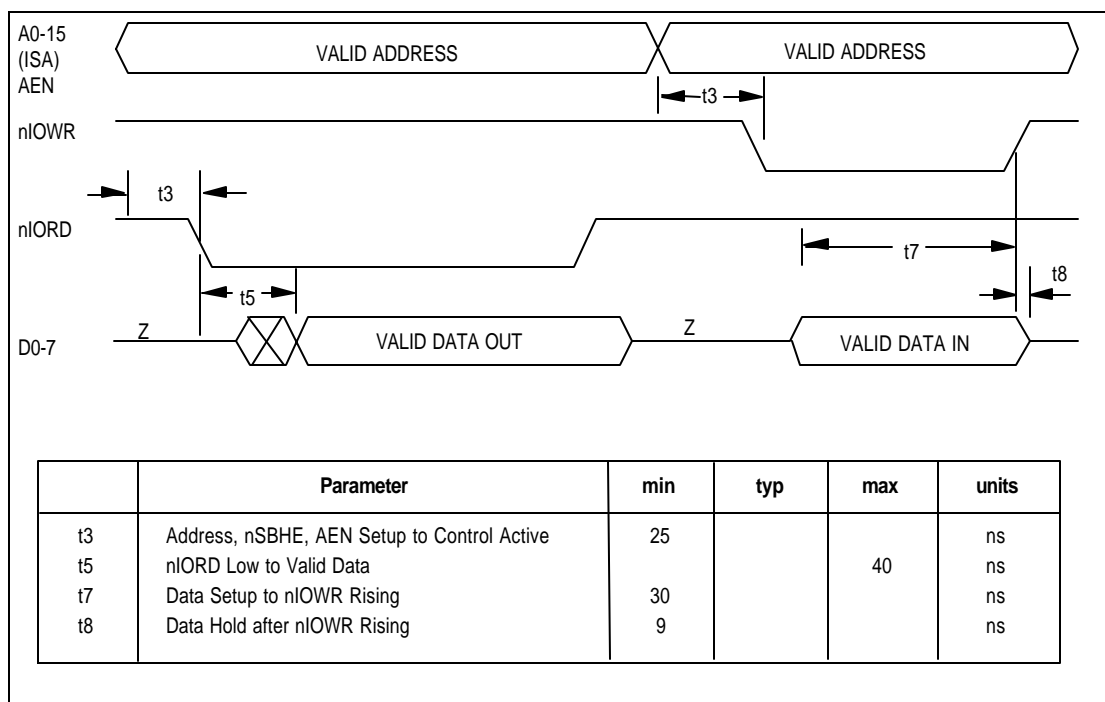 A0-15
(ISA)
AEN
VALID ADDRESS
VALID ADDRESS
t3
nIOWR
t3
nIORD
t7
t8
t5
D0-7
Z
VALID DATA OUT
Z
VALID DATA IN
Parameter min typ max units
t3 Address, nSBHE, AEN Setup to Control Active 25 ns
t5 nIORD Low to Valid Data 40 ns
t7 Data Setup to nIOWR Rising 30 ns
t8 Data Hold after nIOWR Rising 9 ns